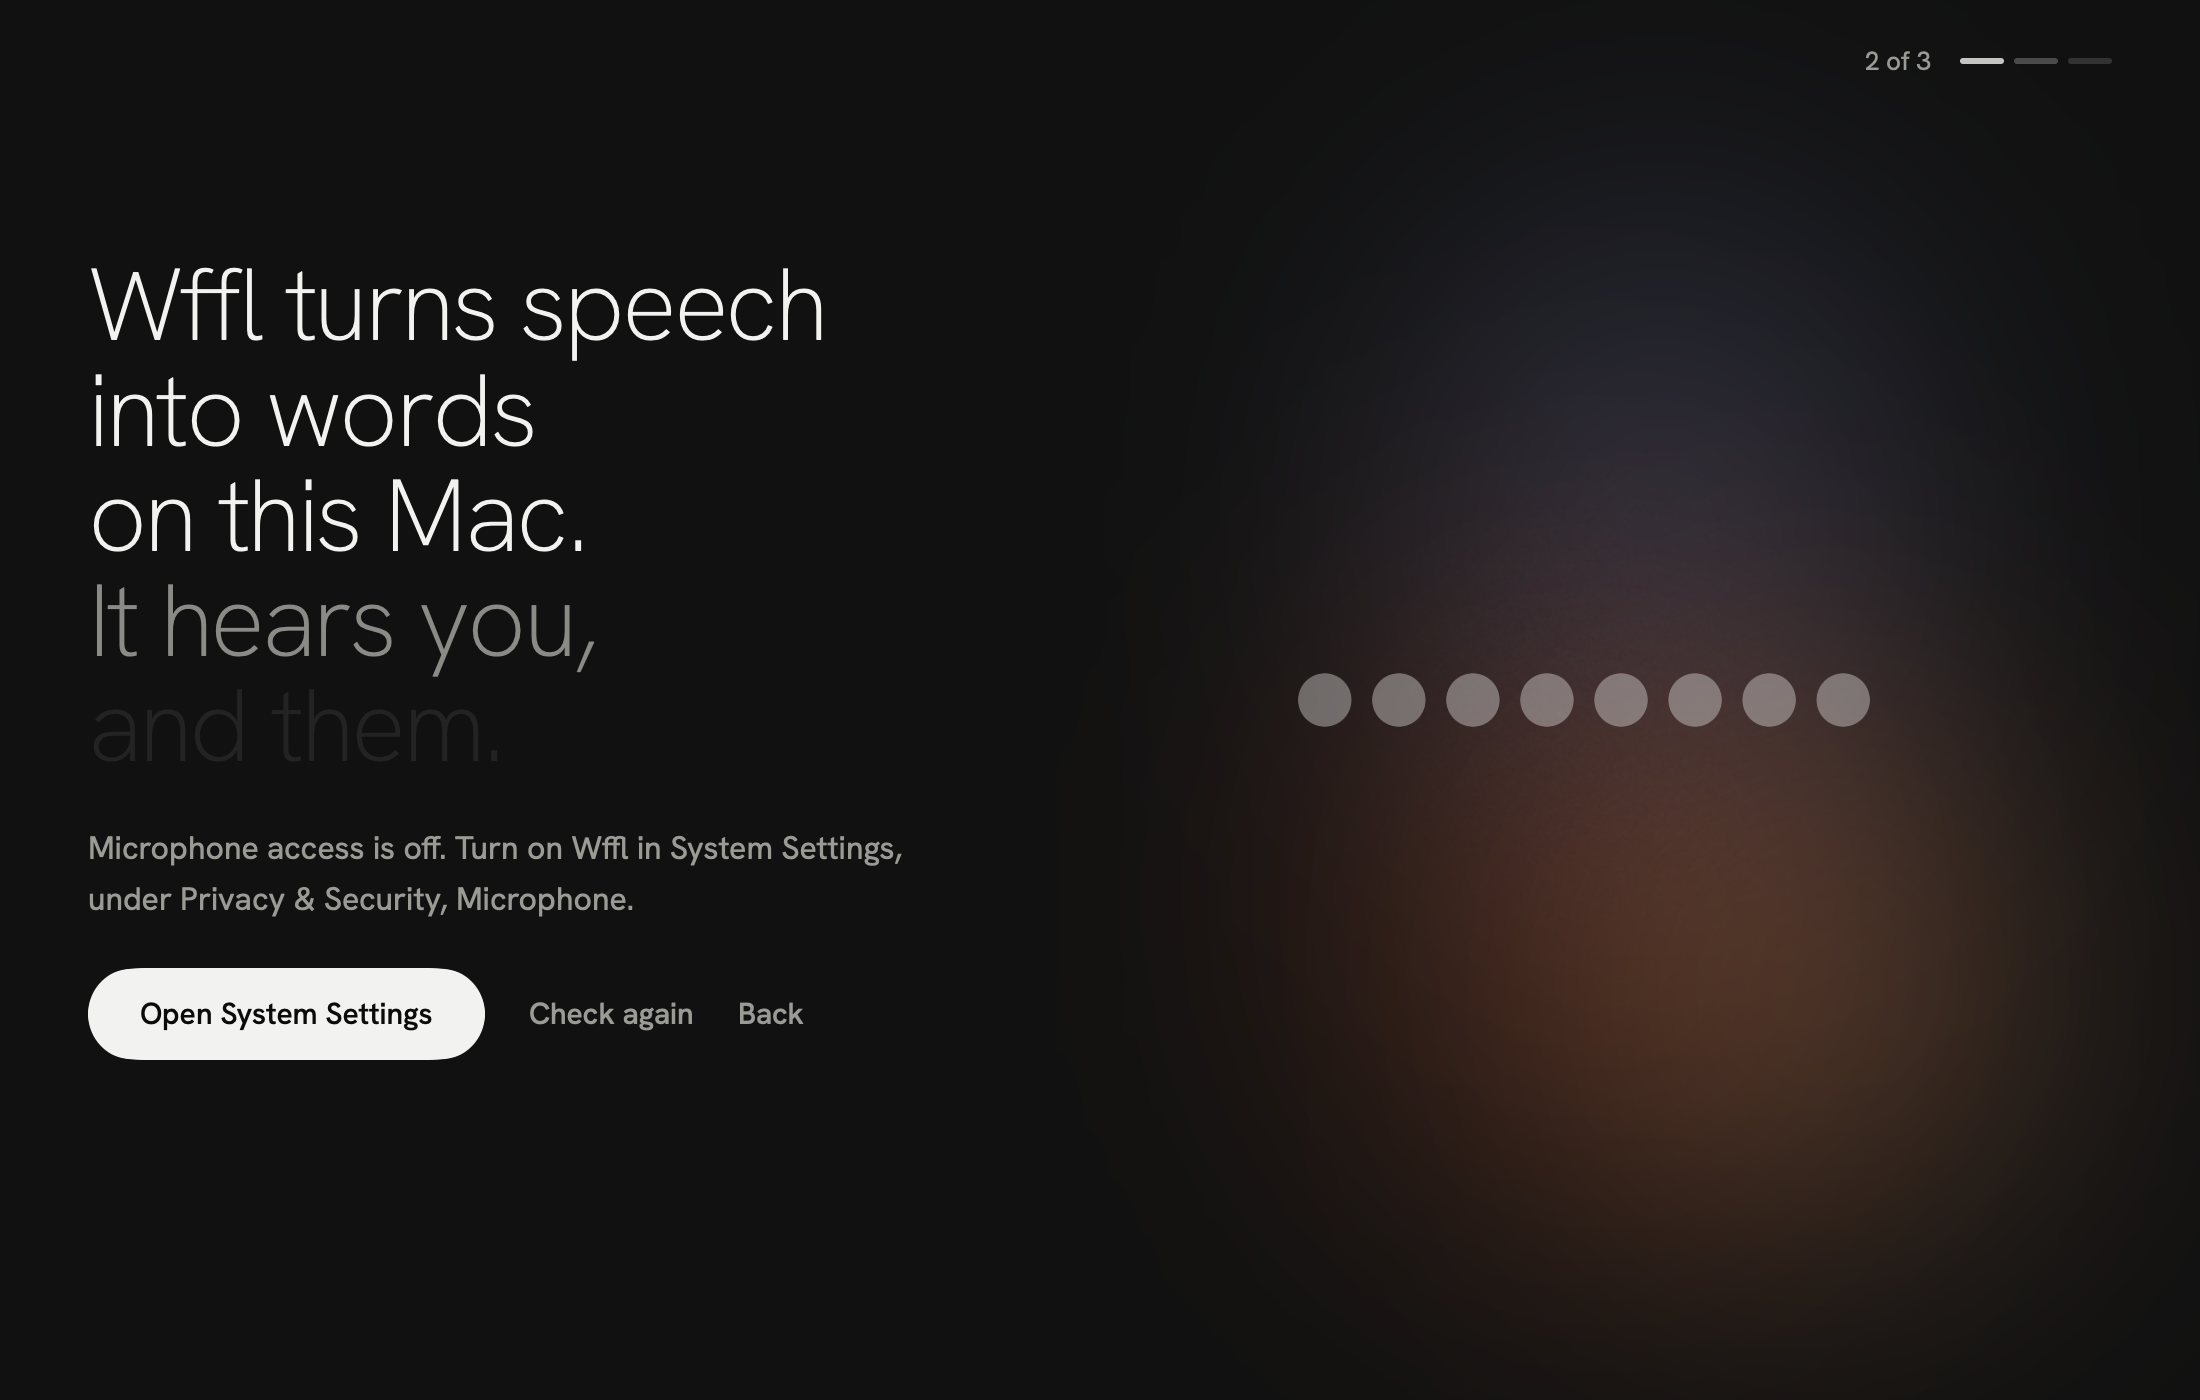 2 of 3
Wffl turns speech
into words
on this Mac.
It hears you,
and them.
Microphone access is off. Turn on Wffl in System Settings,
under Privacy & Security, Microphone.
Open System Settings
Check again
Back